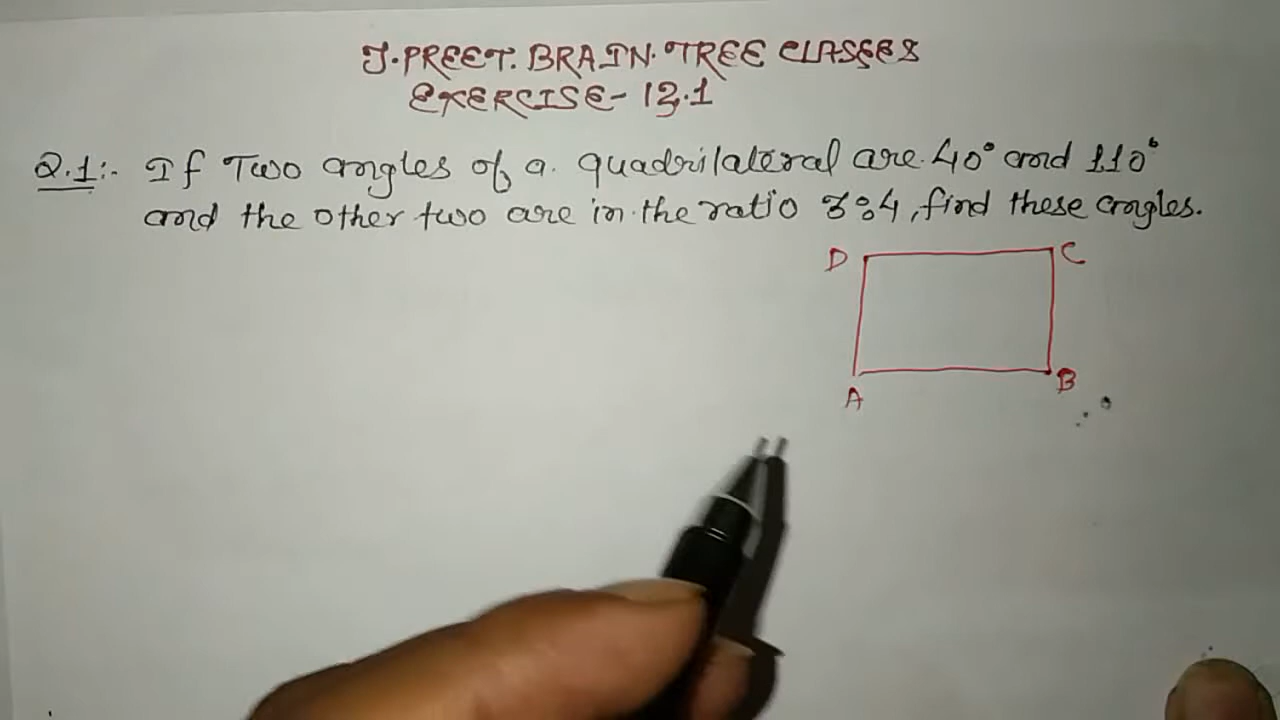 J.PREET. BRAIN. TREE CLASSES
EXERCISE- 13.1
Q.1:- If Two angles of a. quadrilateral are. 40° and 110°
and the other two are in the ratio 3:4, find these angles.
D C
A B